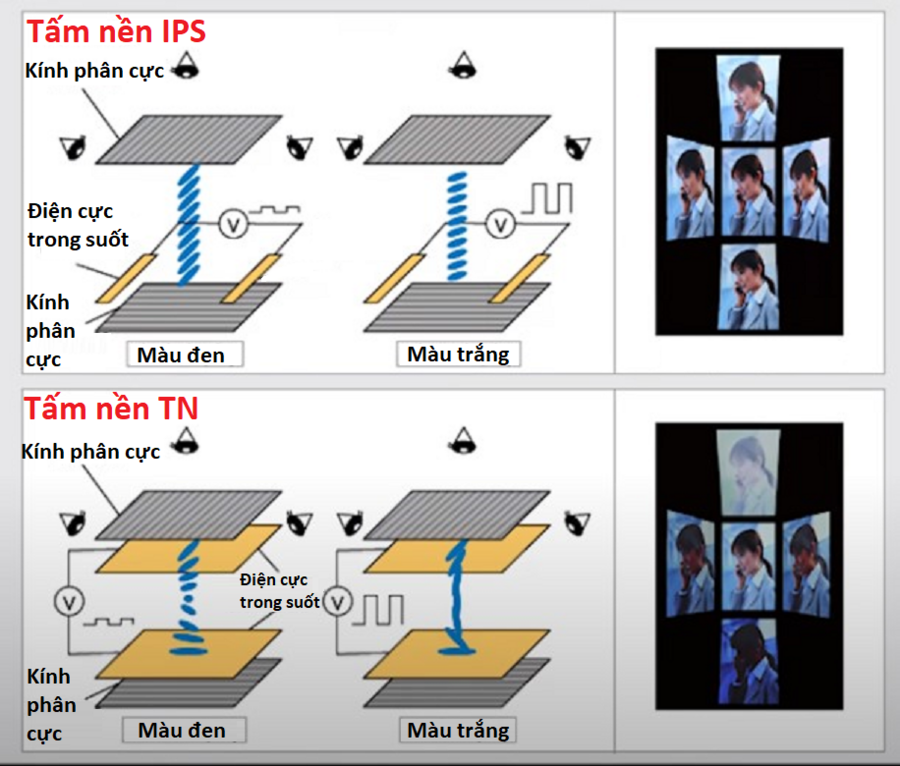 Tấm nền IPS
Kính phân cực
Điện cực
trong suốt
V
V
Kính
phân
cực
Màu đen
Màu trắng
Tấm nền TN
Kính phân cực
Điện cực
trong suốt
V
V
Kính
phân
cực
Màu đen
Màu trắng